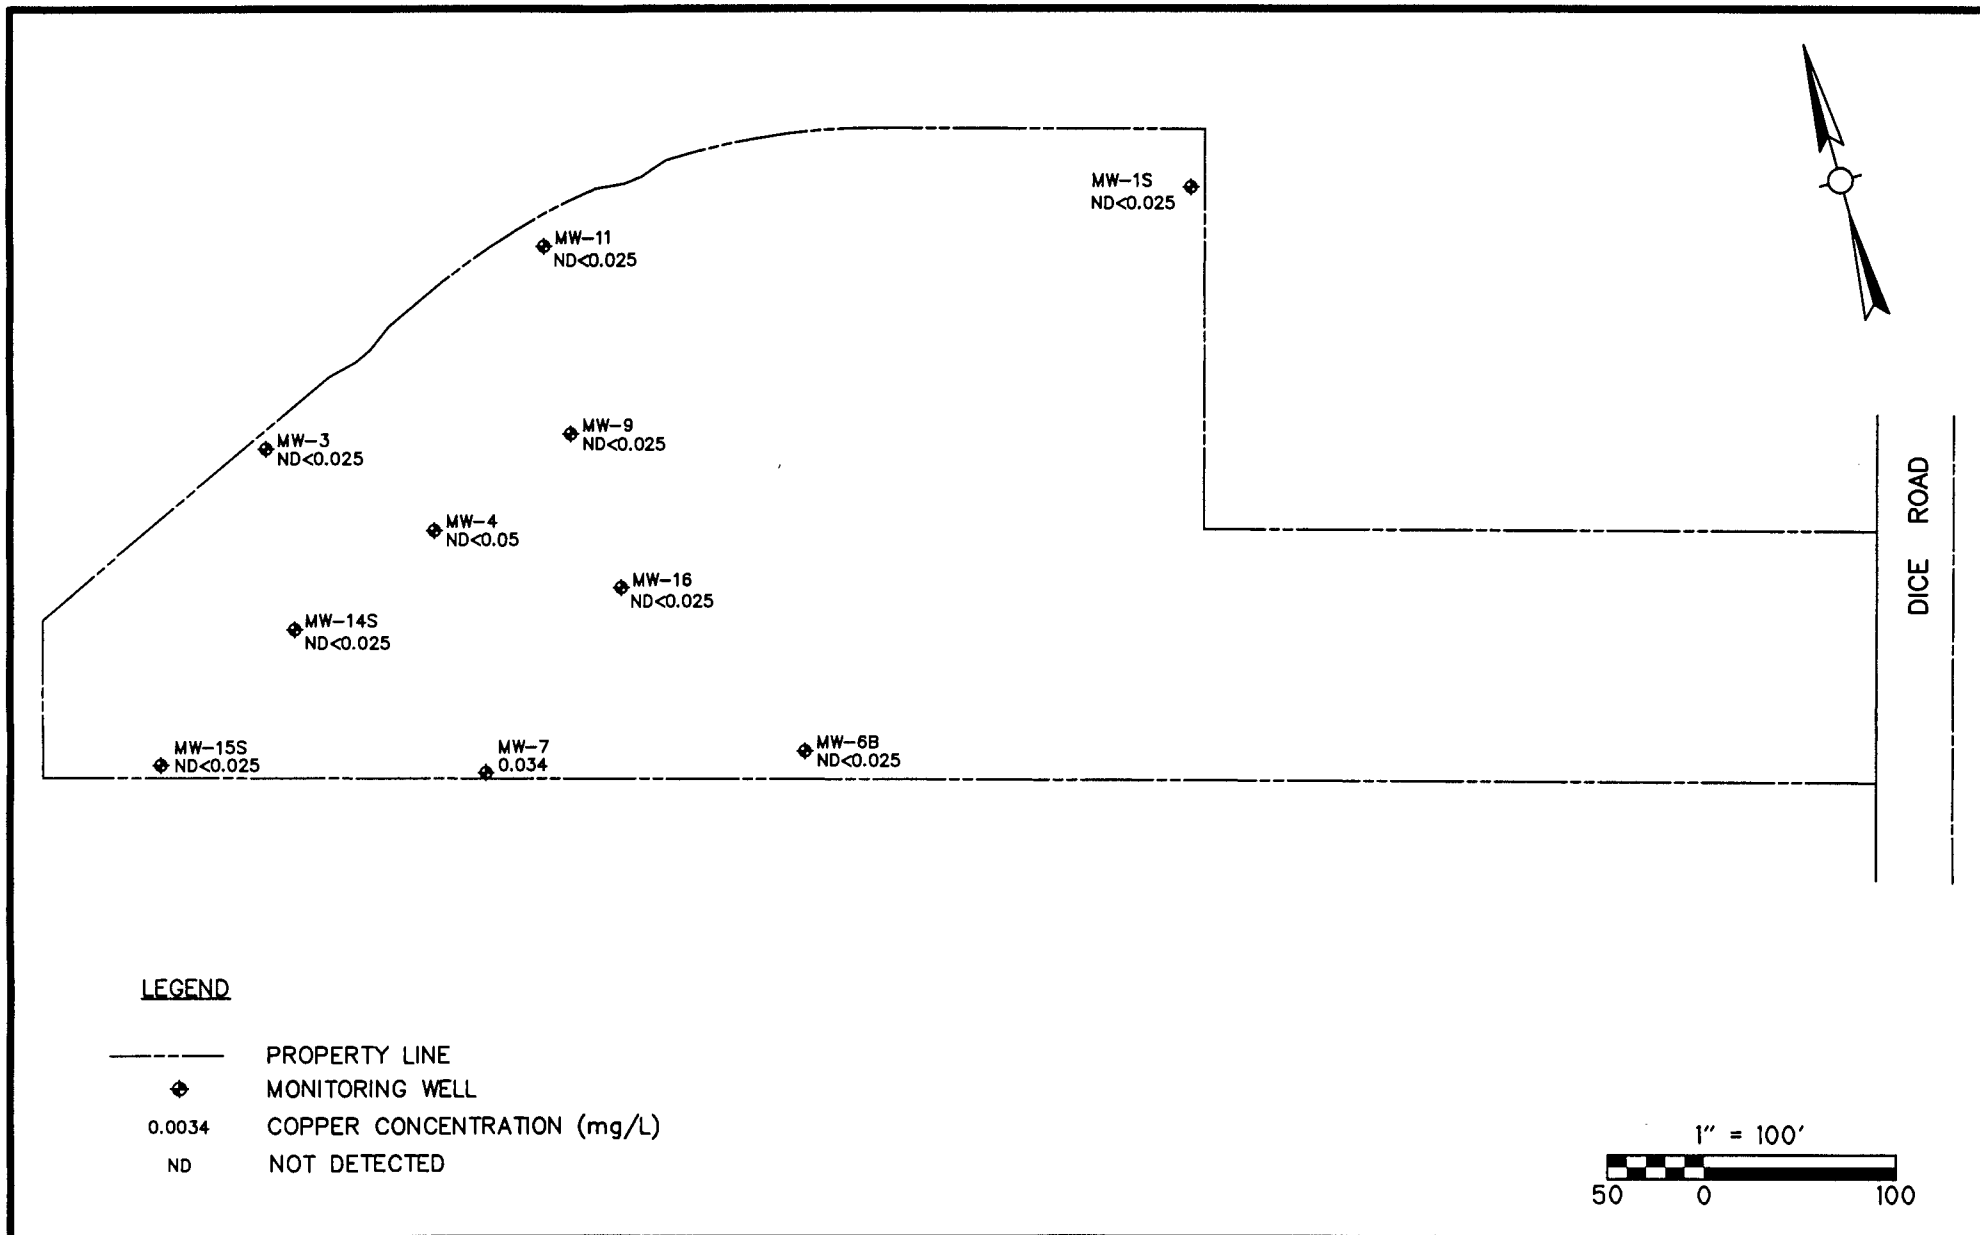 MW-1S
ND<0.025
MW-11
ND<0.025
MW-9
ND<0.025
MW-3
ND<0.025
MW-4
ND<0.05
MW-16
ND<0.025
MW-14S
ND<0.025
MW-15S
ND<0.025
MW-7
0.034
MW-6B
ND<0.025
DICE ROAD
LEGEND
PROPERTY LINE
MONITORING WELL
0.0034 COPPER CONCENTRATION (mg/L)
ND NOT DETECTED
1" = 100'
50 0 100